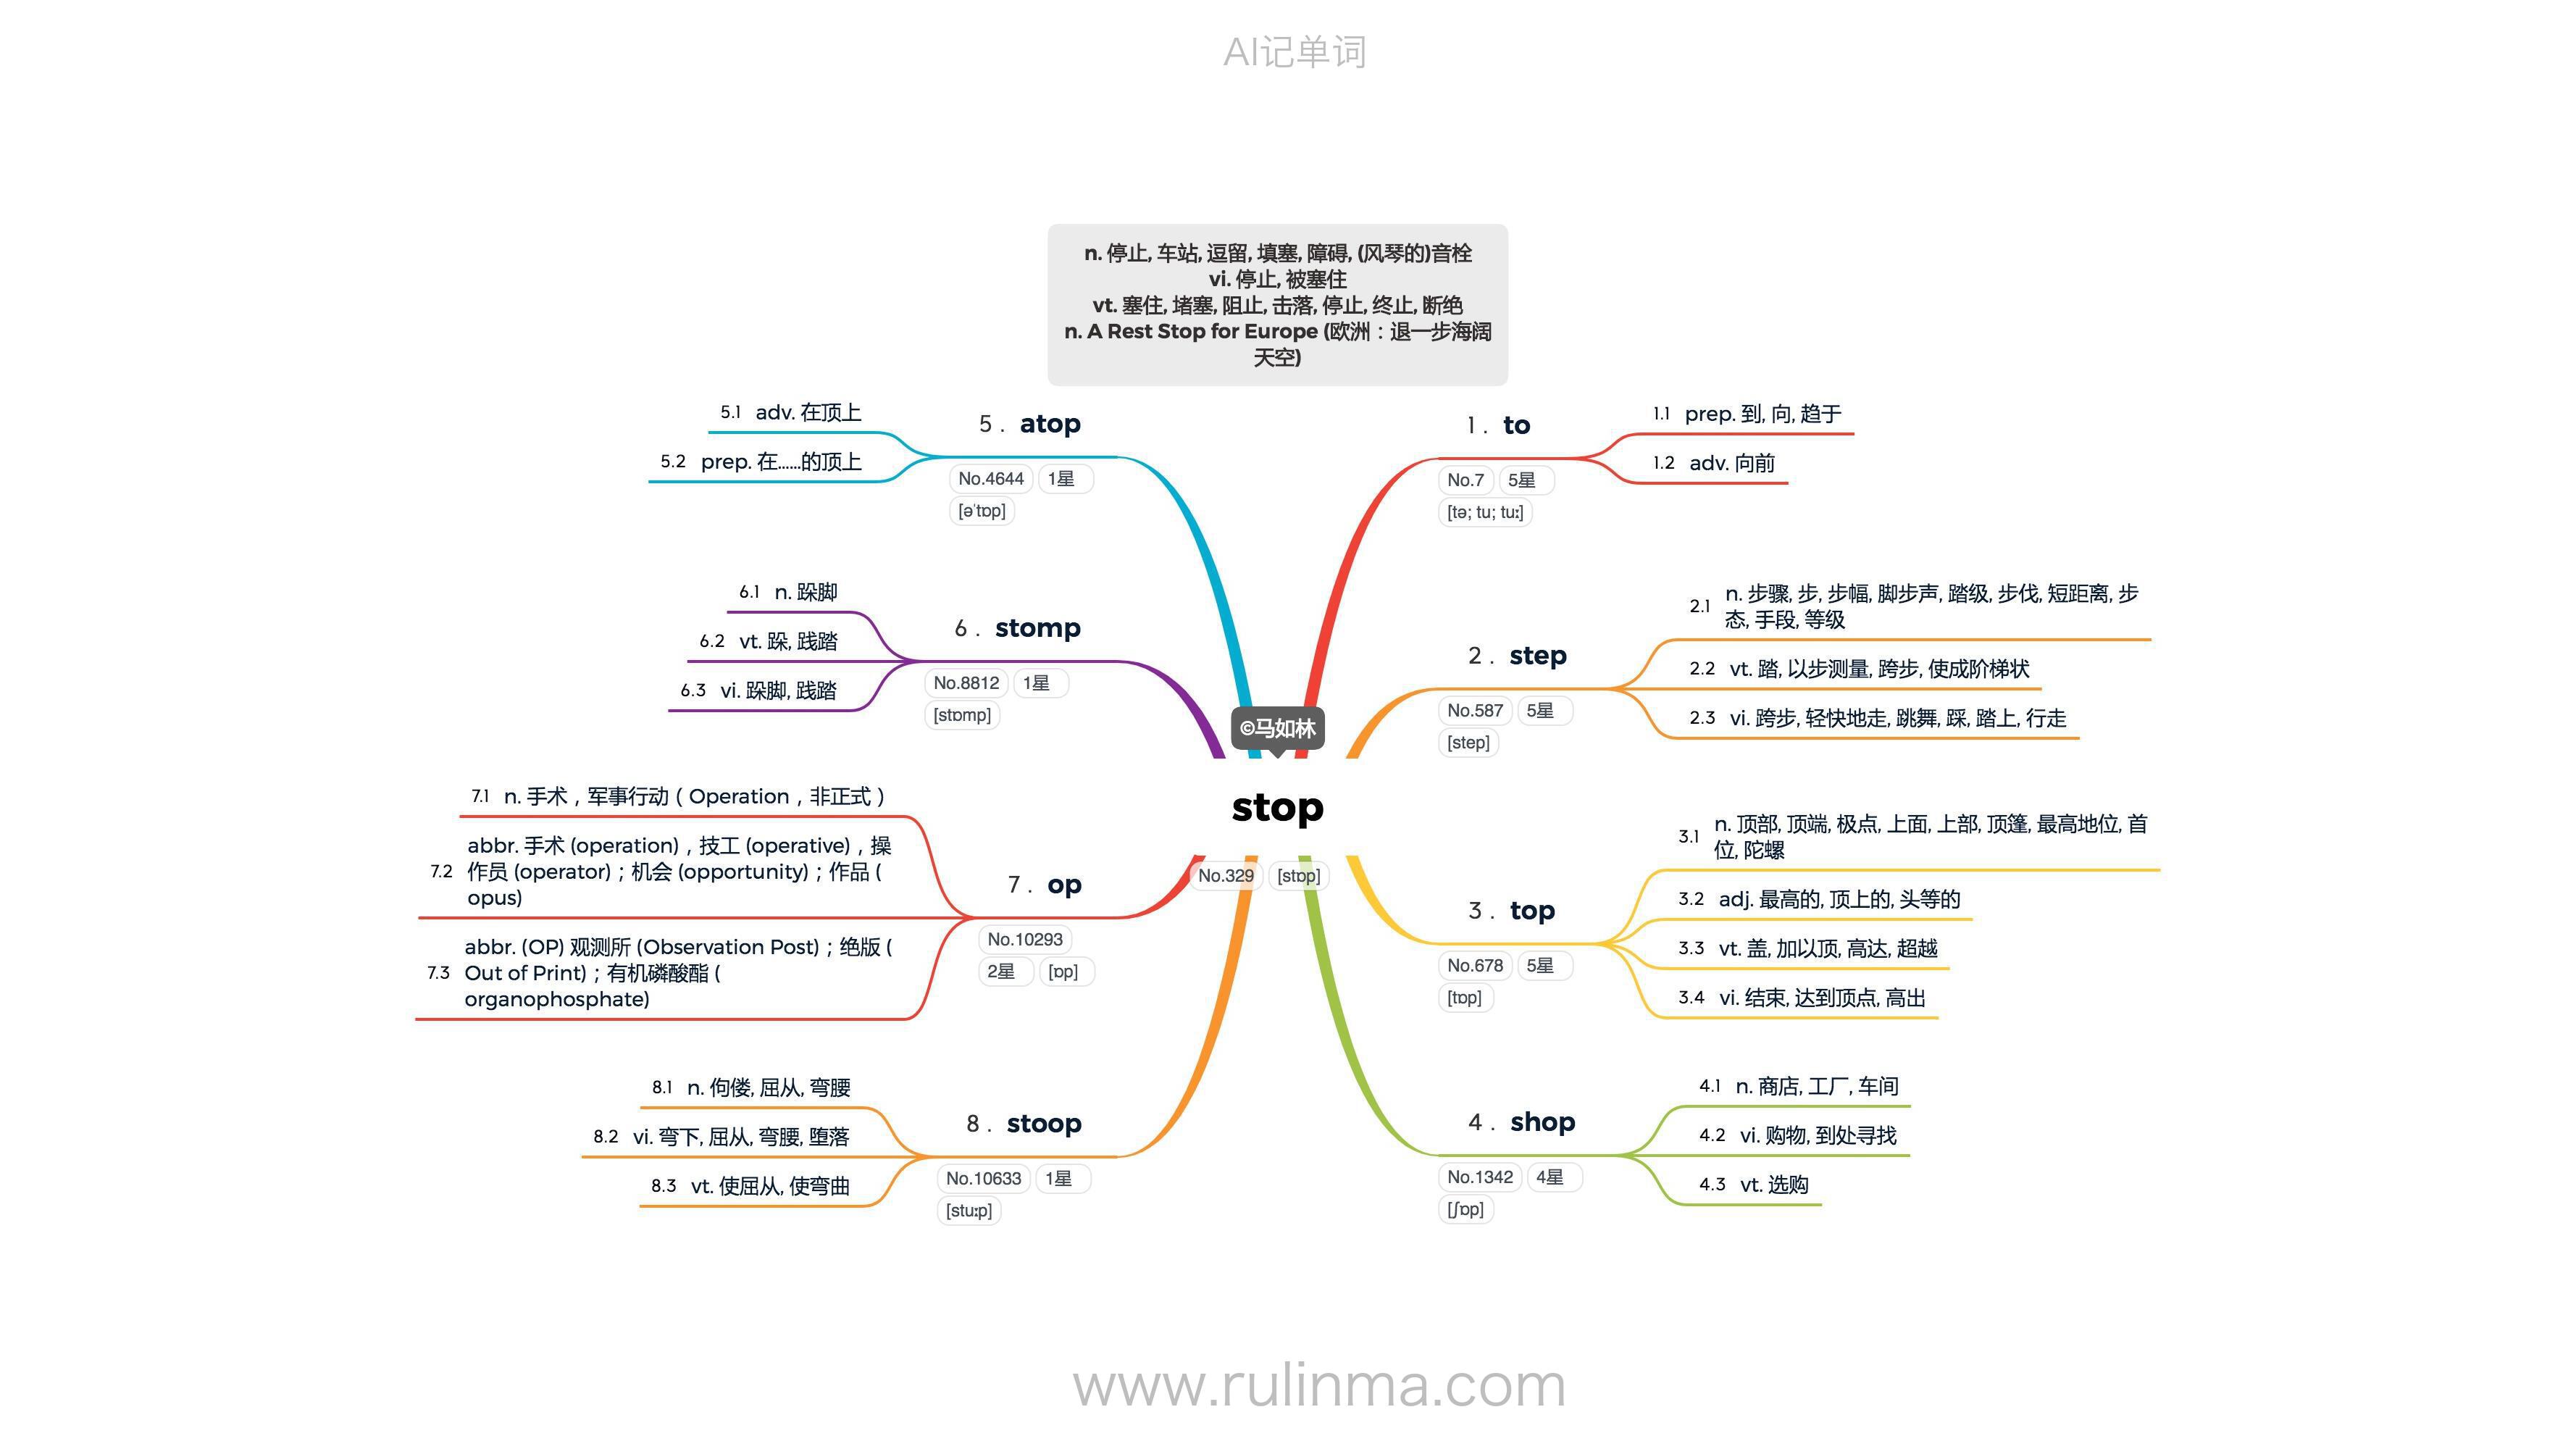 AI记单词
n. 停止, 车站, 逗留, 填塞, 障碍, (风琴的)音栓
vi. 停止, 被塞住
vt. 塞住, 堵塞, 阻止, 击落, 停止, 终止, 断绝
n. A Rest Stop for Europe (欧洲：退一步海阔
天空)
©马如林
stop
No.329 [stɒp]
1. to
No.7 5星
[tə; tu; tuː]
1.1 prep. 到, 向, 趋于
1.2 adv. 向前
2. step
No.587 5星
[step]
2.1 n. 步骤, 步, 步幅, 脚步声, 踏级, 步伐, 短距离, 步
态, 手段, 等级
2.2 vt. 踏, 以步测量, 跨步, 使成阶梯状
2.3 vi. 跨步, 轻快地走, 跳舞, 踩, 踏上, 行走
3. top
No.678 5星
[tɒp]
3.1 n. 顶部, 顶端, 极点, 上面, 上部, 顶篷, 最高地位, 首
位, 陀螺
3.2 adj. 最高的, 顶上的, 头等的
3.3 vt. 盖, 加以顶, 高达, 超越
3.4 vi. 结束, 达到顶点, 高出
4. shop
No.1342 4星
[ʃɒp]
4.1 n. 商店, 工厂, 车间
4.2 vi. 购物, 到处寻找
4.3 vt. 选购
5. atop
No.4644 1星
[əˈtɒp]
5.1 adv. 在顶上
5.2 prep. 在……的顶上
6. stomp
No.8812 1星
[stɒmp]
6.1 n. 跺脚
6.2 vt. 跺, 践踏
6.3 vi. 跺脚, 践踏
7. op
No.10293
2星 [ɒp]
7.1 n. 手术，军事行动（Operation，非正式）
7.2 abbr. 手术 (operation)，技工 (operative)，操
作员 (operator)；机会 (opportunity)；作品 (
opus)
7.3 abbr. (OP) 观测所 (Observation Post)；绝版 (
Out of Print)；有机磷酸酯 (
organophosphate)
8. stoop
No.10633 1星
[stuːp]
8.1 n. 佝偻, 屈从, 弯腰
8.2 vi. 弯下, 屈从, 弯腰, 堕落
8.3 vt. 使屈从, 使弯曲
www.rulinma.com